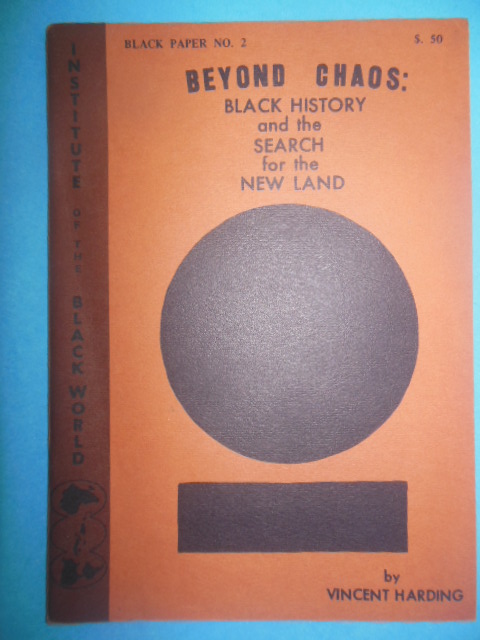 BLACK PAPER NO. 2
$. 50
BEYOND CHAOS:
BLACK HISTORY
and the
SEARCH
for the
NEW LAND
INSTITUTE OF THE BLACK WORLD
by
VINCENT HARDING